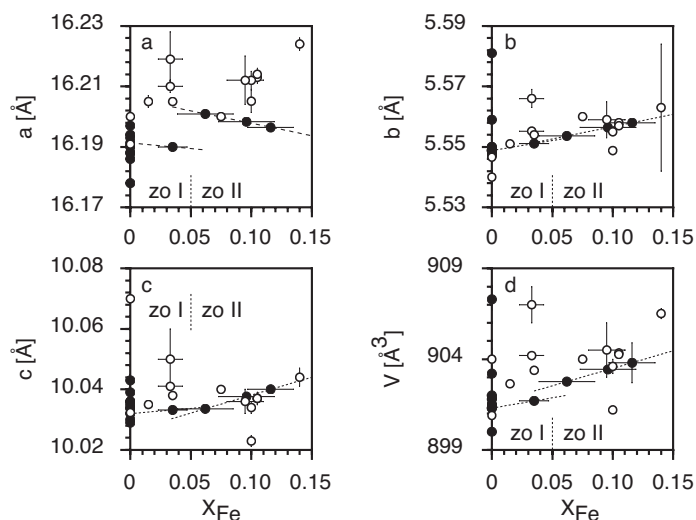 16.23
16.21
16.19
16.17
a [Å]
a
zo I
zo II
0
0.05
0.10
0.15
5.59
5.57
5.55
5.53
b [Å]
b
zo I
zo II
0
0.05
0.10
0.15
10.08
10.06
10.04
10.02
c [Å]
c
zo I
zo II
0
0.05
0.10
0.15
XFe
909
904
899
V [Å3]
d
zo I
zo II
0
0.05
0.10
0.15
XFe